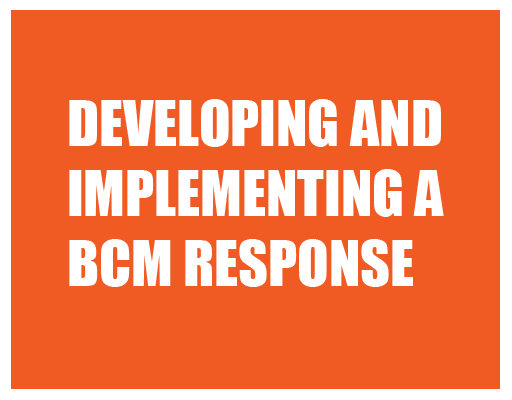 DEVELOPING AND
IMPLEMENTING A
BCM RESPONSE